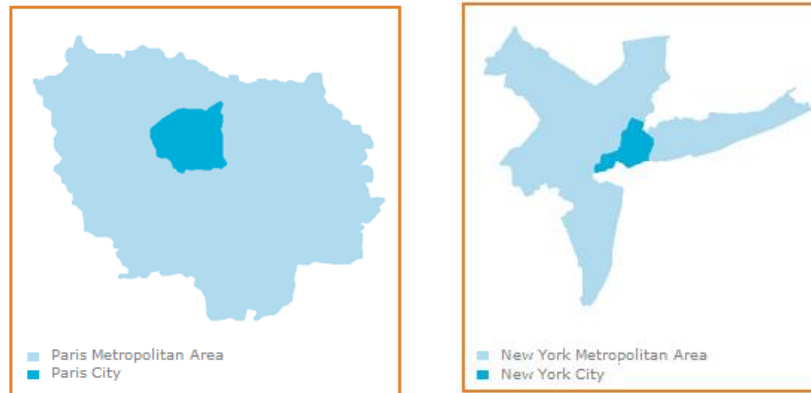 Paris Metropolitan Area
Paris City
New York Metropolitan Area
New York City